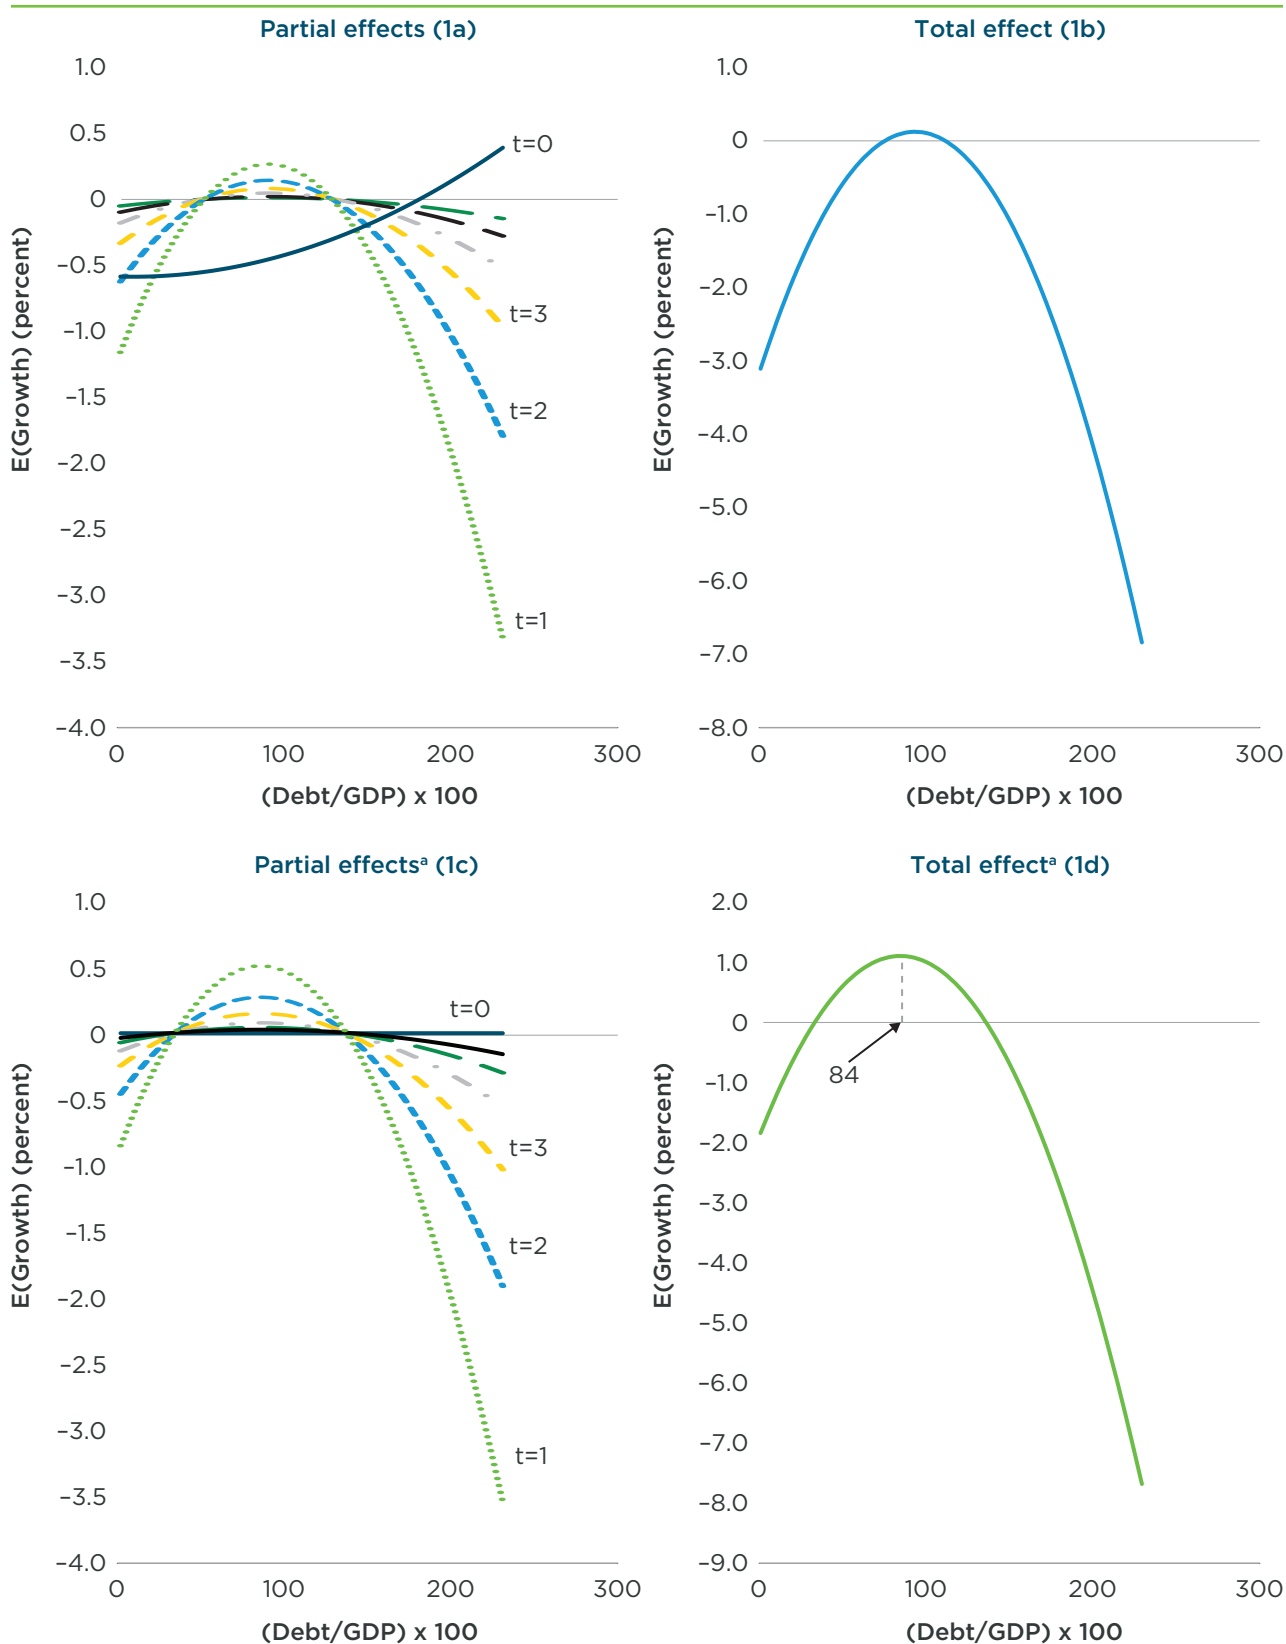 Partial effects (1a)
1.0
0.5
0
–0.5
–1.0
–1.5
–2.0
–2.5
–3.0
–3.5
–4.0
E(Growth) (percent)
t=0
t=3
t=2
t=1
0 100 200 300
(Debt/GDP) x 100
Total effect (1b)
1.0
0
–1.0
–2.0
–3.0
–4.0
–5.0
–6.0
–7.0
–8.0
E(Growth) (percent)
0 100 200 300
(Debt/GDP) x 100
Partial effectsª (1c)
1.0
0.5
0
–0.5
–1.0
–1.5
–2.0
–2.5
–3.0
–3.5
–4.0
E(Growth) (percent)
t=0
t=3
t=2
t=1
0 100 200 300
(Debt/GDP) x 100
Total effectª (1d)
2.0
1.0
0
–1.0
–2.0
–3.0
–4.0
–5.0
–6.0
–7.0
–8.0
–9.0
E(Growth) (percent)
84
0 100 200 300
(Debt/GDP) x 100